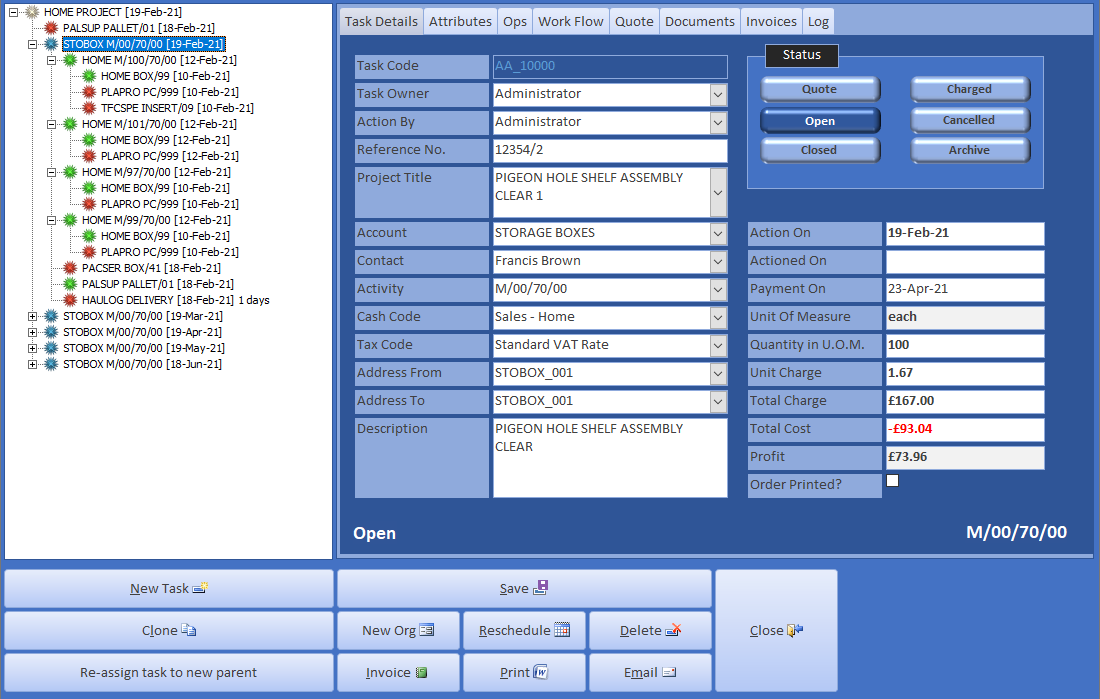 HOME PROJECT [19-Feb-21]
PALSUP PALLET/01 [18-Feb-21]
STOBOX M/00/70/00 [19-Feb-21]
HOME M/100/70/00 [12-Feb-21]
HOME BOX/99 [10-Feb-21]
PLAPRO PC/999 [12-Feb-21]
TFCSPE INSERT/09 [10-Feb-21]
HOME M/101/70/00 [12-Feb-21]
HOME BOX/99 [12-Feb-21]
PLAPRO PC/999 [12-Feb-21]
HOME M/97/70/00 [12-Feb-21]
HOME BOX/99 [10-Feb-21]
PLAPRO PC/999 [10-Feb-21]
HOME M/99/70/00 [12-Feb-21]
HOME BOX/99 [10-Feb-21]
PLAPRO PC/999 [10-Feb-21]
PACSER BOX/41 [18-Feb-21]
PALSUP PALLET/01 [18-Feb-21]
HAULOG DELIVERY [18-Feb-21] 1 days
STOBOX M/00/70/00 [19-Mar-21]
STOBOX M/00/70/00 [19-Apr-21]
STOBOX M/00/70/00 [19-May-21]
STOBOX M/00/70/00 [18-Jun-21]
Task Details Attributes Ops Work Flow Quote Documents Invoices Log
Task Code AA_10000
Task Owner Administrator
Action By Administrator
Reference No. 12354/2
Project Title PIGEON HOLE SHELF ASSEMBLY
CLEAR 1
Account STORAGE BOXES
Contact Francis Brown
Activity M/00/70/00
Cash Code Sales - Home
Tax Code Standard VAT Rate
Address From STOBOX_001
Address To STOBOX_001
Description PIGEON HOLE SHELF ASSEMBLY
CLEAR
Status
Quote Charged
Open Cancelled
Closed Archive
Action On 19-Feb-21
Actioned On
Payment On 23-Apr-21
Unit Of Measure each
Quantity in U.O.M. 100
Unit Charge 1.67
Total Charge £167.00
Total Cost -£93.04
Profit £73.96
Order Printed?
Open M/00/70/00
New Task Save
Clone New Org Reschedule Delete Close
Re-assign task to new parent Invoice Print Email